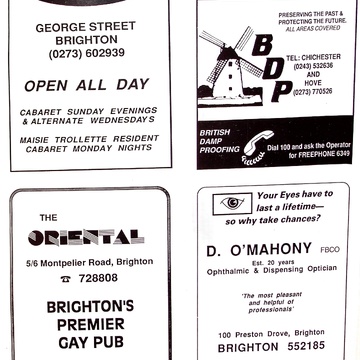 GEORGE STREET
BRIGHTON
(0273) 602939
OPEN ALL DAY
CABARET SUNDAY EVENINGS
& ALTERNATE WEDNESDAYS
MAISIE TROLLETTE RESIDENT
CABARET MONDAY NIGHTS
PRESERVING THE PAST &
PROTECTING THE FUTURE.
ALL AREAS COVERED
BDP
TEL: CHICHESTER
(0243) 532636
AND
HOVE
(0273) 770526
BRITISH
DAMP
PROOFING
Dial 100 and ask the Operator
for FREEPHONE 6349
THE
ORIENTAL
5/6 Montpelier Road, Brighton
☎ 728808
BRIGHTON'S
PREMIER
GAY PUB
Your Eyes have to
last a lifetime—
so why take chances?
D. O'MAHONY FBCO
Est. 20 years
Ophthalmic & Dispensing Optician
'The most pleasant
and helpful of
professionals'
100 Preston Drove, Brighton
BRIGHTON 552185